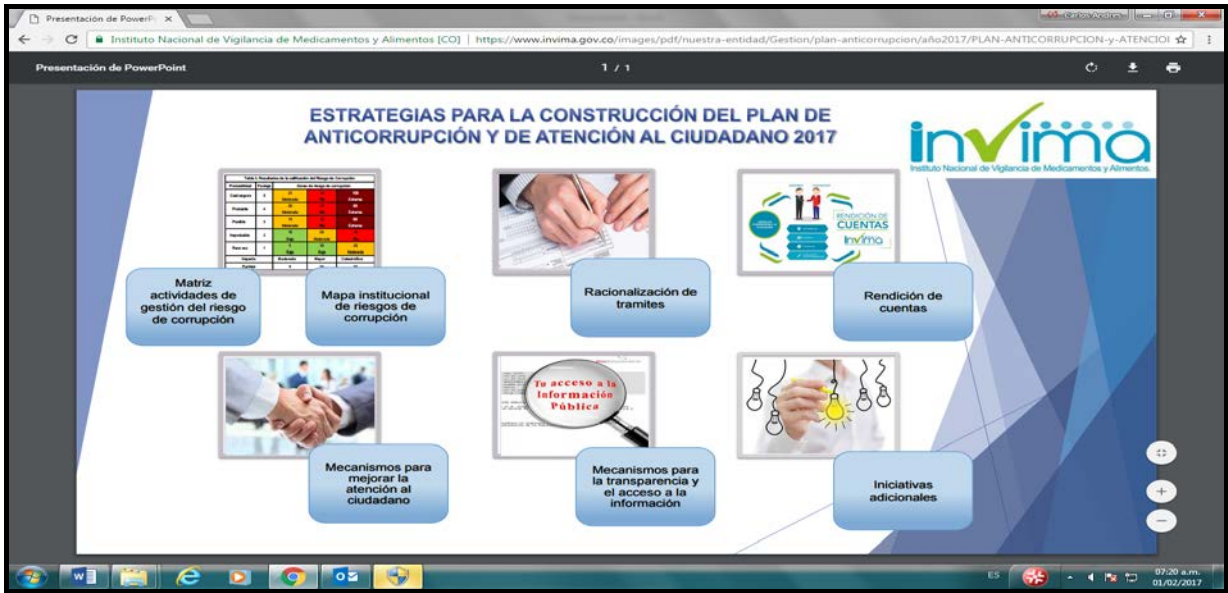 Presentación de PowerP
Carlos Andres
Instituto Nacional de Vigilancia de Medicamentos y Alimentos [CO] | https://www.invima.gov.co/images/pdf/nuestra-entidad/Gestion/plan-anticorrupcion/año2017/PLAN-ANTICORRUPCION-y-ATENCIOI
Presentación de PowerPoint
1 / 1
ESTRATEGIAS PARA LA CONSTRUCCIÓN DEL PLAN DE
ANTICORRUPCIÓN Y DE ATENCIÓN AL CIUDADANO 2017
invima
Instituto Nacional de Vigilancia de Medicamentos y Alimentos.
RENDICIÓN DE
CUENTAS
invima
Matriz
actividades de
gestión del riesgo
de corrupción
Mapa institucional
de riesgos de
corrupción
Racionalización de
tramites
Rendición de
cuentas
Tu acceso a la
Información
Pública
Mecanismos para
mejorar la
atención al
ciudadano
Mecanismos para
la transparencia y
el acceso a la
información
Iniciativas
adicionales
ES
07:20 a.m.
01/02/2017